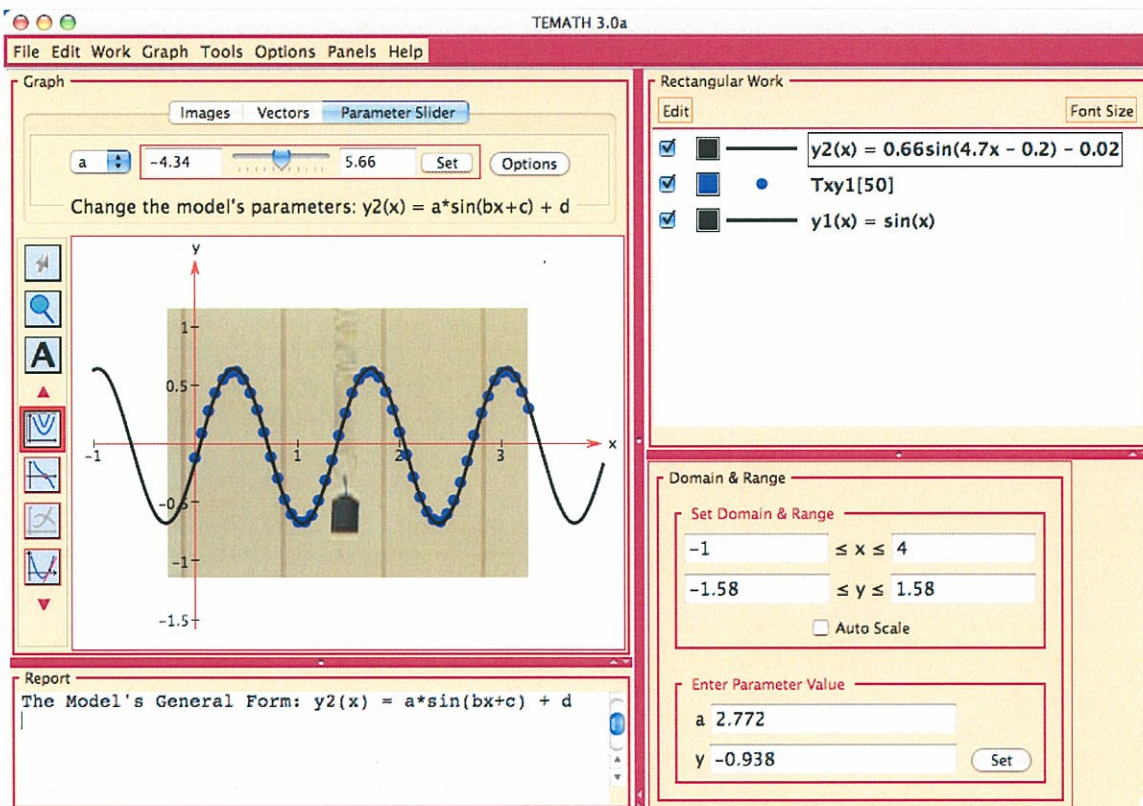 TEMATH 3.0a
File Edit Work Graph Tools Options Panels Help
Graph
Images Vectors Parameter Slider
a -4.34 5.66 Set Options
Change the model's parameters: y2(x) = a*sin(bx+c) + d
A
y
1
0.5
-1 1 2 3 x
-0.5
-1
-1.5
Report
The Model's General Form: y2(x) = a*sin(bx+c) + d
Rectangular Work
Edit Font Size
y2(x) = 0.66sin(4.7x - 0.2) - 0.02
Txy1[50]
y1(x) = sin(x)
Domain & Range
Set Domain & Range
-1 ≤ x ≤ 4
-1.58 ≤ y ≤ 1.58
Auto Scale
Enter Parameter Value
a 2.772
y -0.938 Set